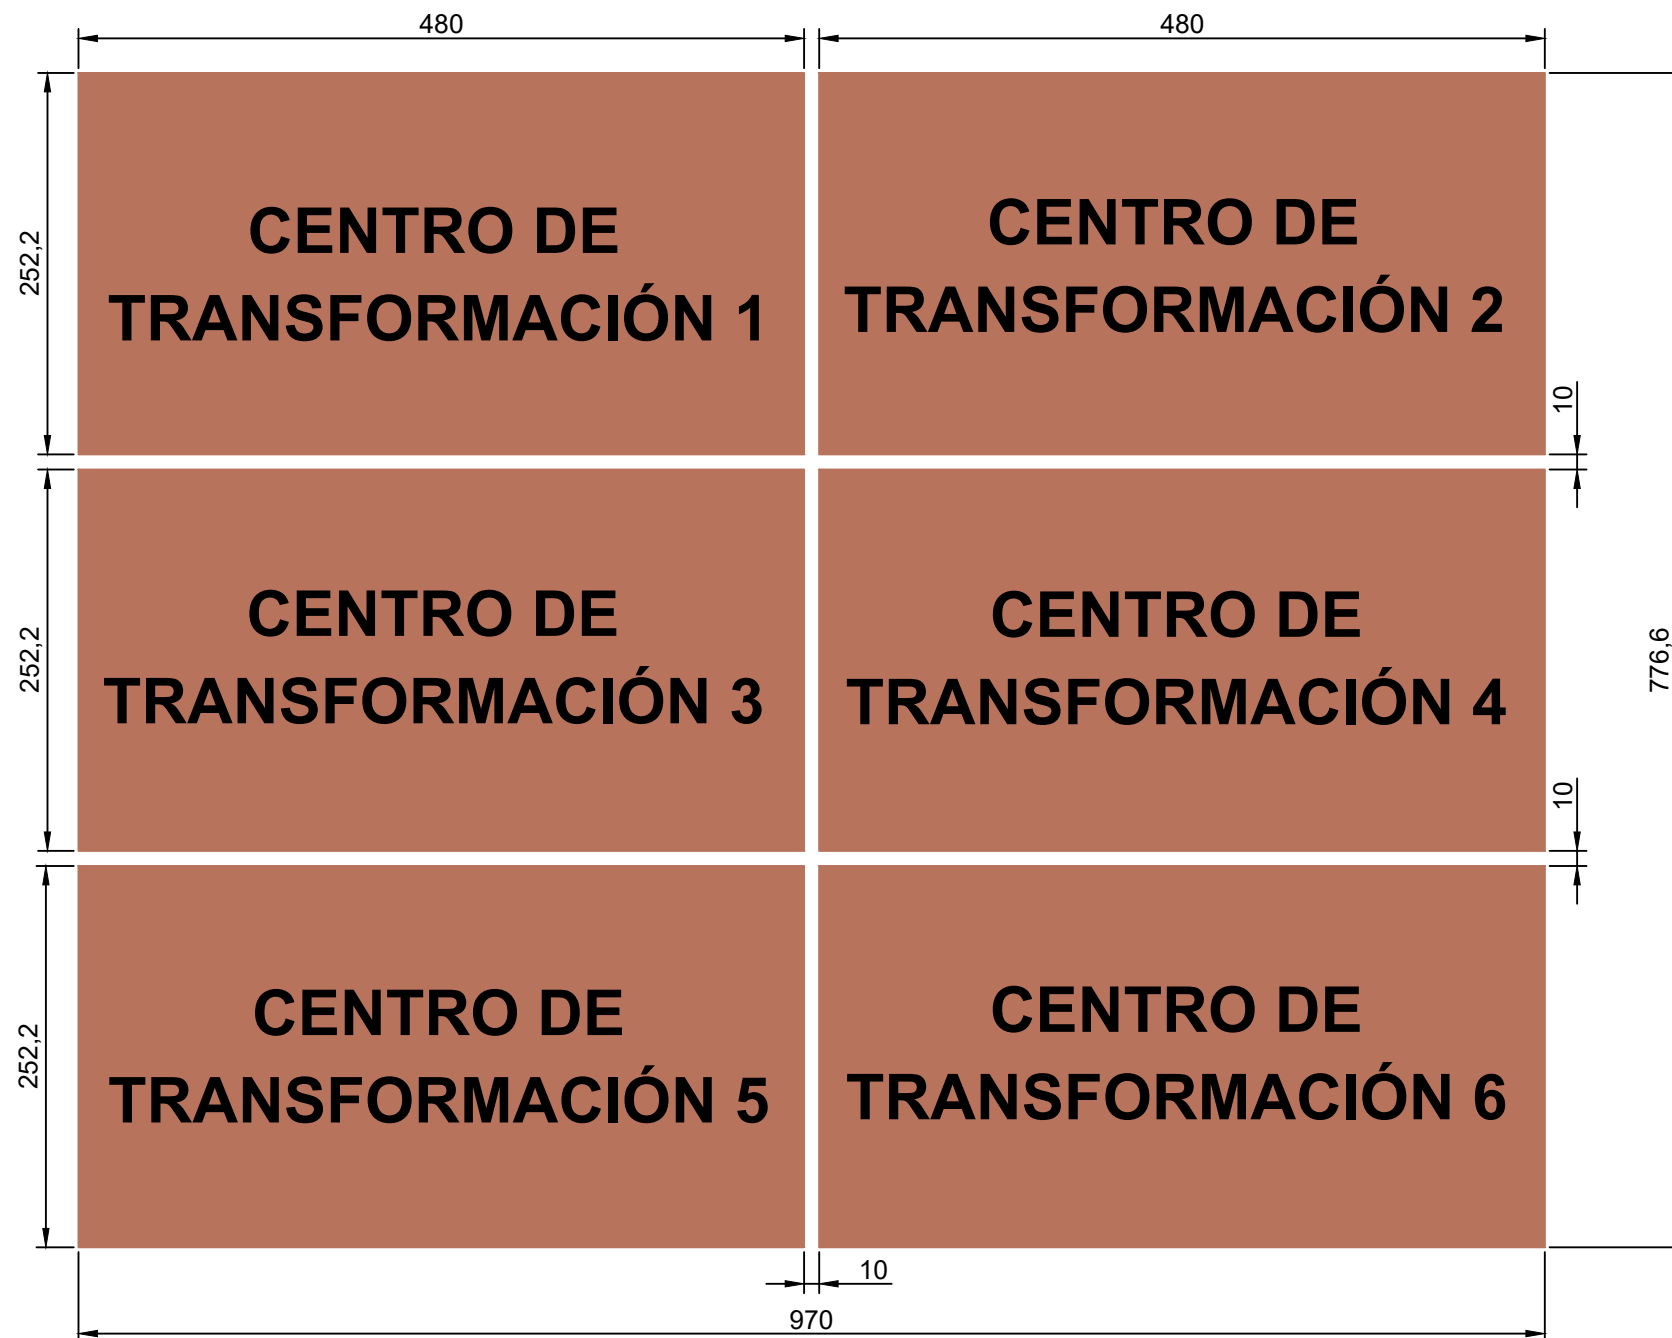 480
480
252,2
CENTRO DE
TRANSFORMACIÓN 1
CENTRO DE
TRANSFORMACIÓN 2
10
252,2
CENTRO DE
TRANSFORMACIÓN 3
CENTRO DE
TRANSFORMACIÓN 4
776,6
10
252,2
CENTRO DE
TRANSFORMACIÓN 5
CENTRO DE
TRANSFORMACIÓN 6
10
970